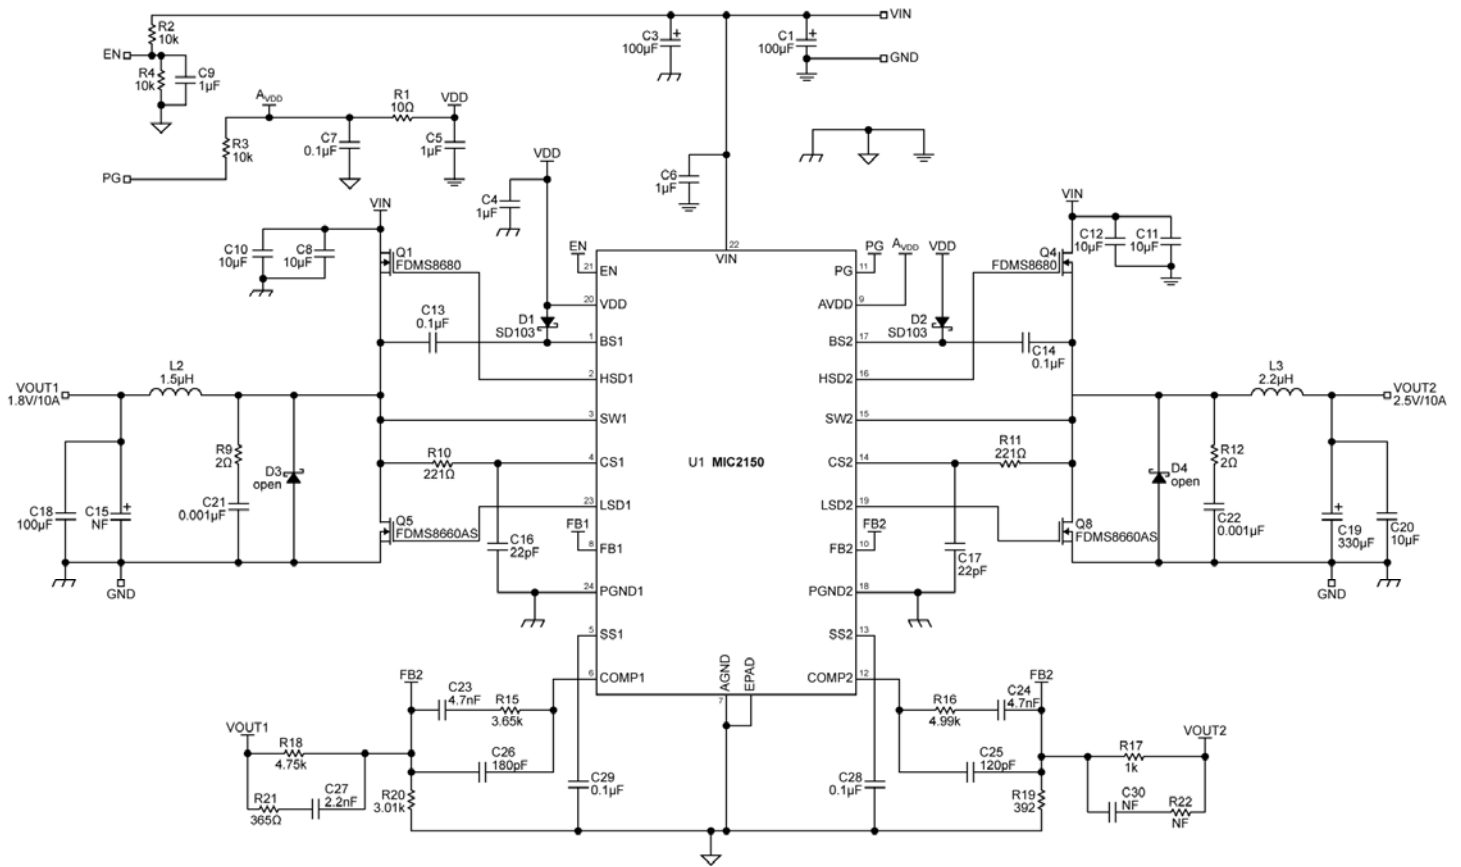 VIN
R2
10k
C3
100µF
+
C1
100µF
+
EN
GND
R4
10k
C9
1µF
AVDD
R1
10Ω
VDD
R3
10k
C7
0.1µF
C5
1µF
PG
VDD
C4
1µF
C6
1µF
VIN
C10
10µF
C8
10µF
Q1
FDMS8680
VIN
C12
10µF
C11
10µF
Q4
FDMS8680
22
VIN
EN
21
EN
20
VDD
D1
SD103
C13
0.1µF
1
BS1
2
HSD1
3
SW1
R10
221Ω
4
CS1
23
LSD1
FB1
8
FB1
24
PGND1
5
SS1
6
COMP1
U1 MIC2150
PG
AVDD
VDD
PG
11
AVDD
9
D2
SD103
BS2
17
C14
0.1µF
HSD2
16
SW2
15
CS2
14
R11
221Ω
LSD2
19
FB2
FB2
10
PGND2
18
SS2
13
COMP2
12
AGND
EPAD
7
L2
1.5µH
VOUT1
1.8V/10A
R9
2Ω
D3
open
C21
0.001µF
C18
100µF
C15
NF
+
Q5
FDMS8660AS
C16
22pF
GND
L3
2.2µH
VOUT2
2.5V/10A
R12
2Ω
D4
open
C22
0.001µF
Q8
FDMS8660AS
C17
22pF
C19
330µF
+
C20
10µF
GND
FB2
C23
4.7nF
R15
3.65k
C26
180pF
VOUT1
R18
4.75k
R21
365Ω
C27
2.2nF
R20
3.01k
C29
0.1µF
C28
0.1µF
FB2
R16
4.99k
C24
4.7nF
C25
120pF
R19
392
R17
1k
VOUT2
C30
NF
R22
NF